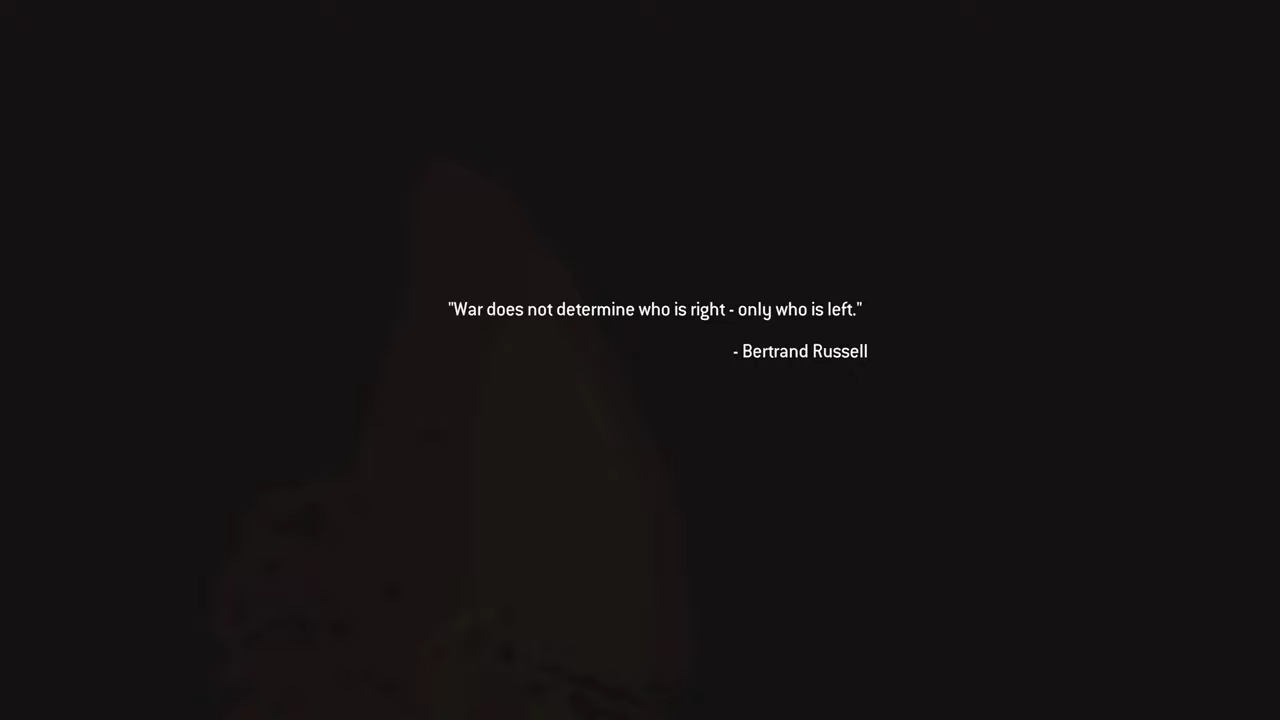 "War does not determine who is right - only who is left."
- Bertrand Russell